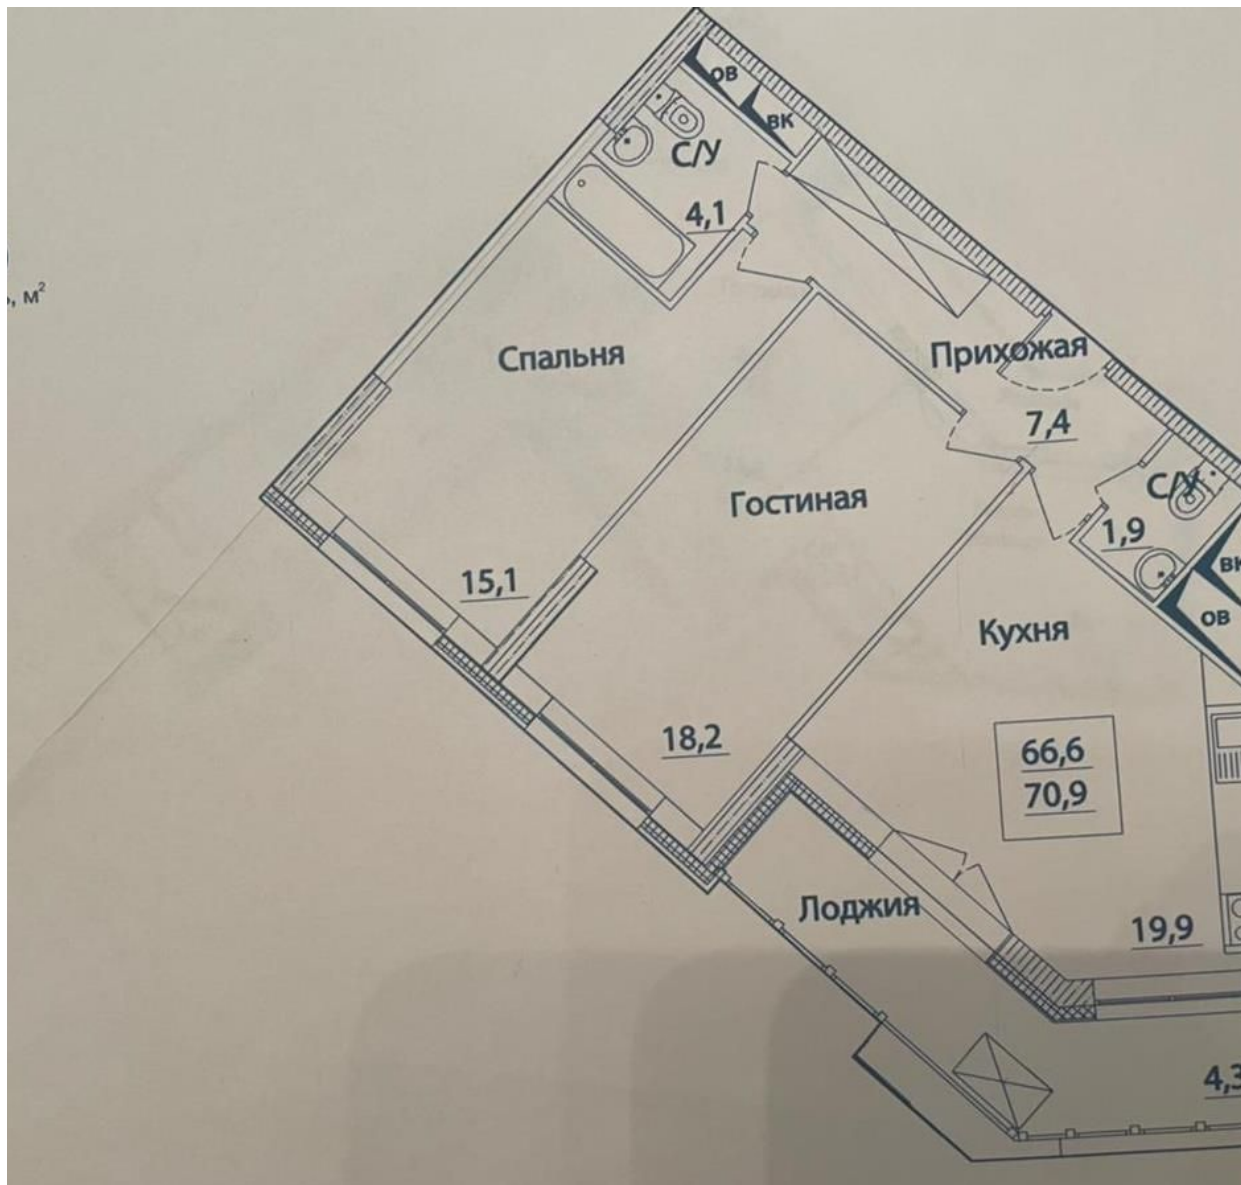 ОВ
ВК
С/У
4,1
, м²
Спальня
Прихожая
7,4
Гостиная
С/У
1,9
15,1
ВК
ОВ
Кухня
18,2
66,6
70,9
Лоджия
19,9
4,3